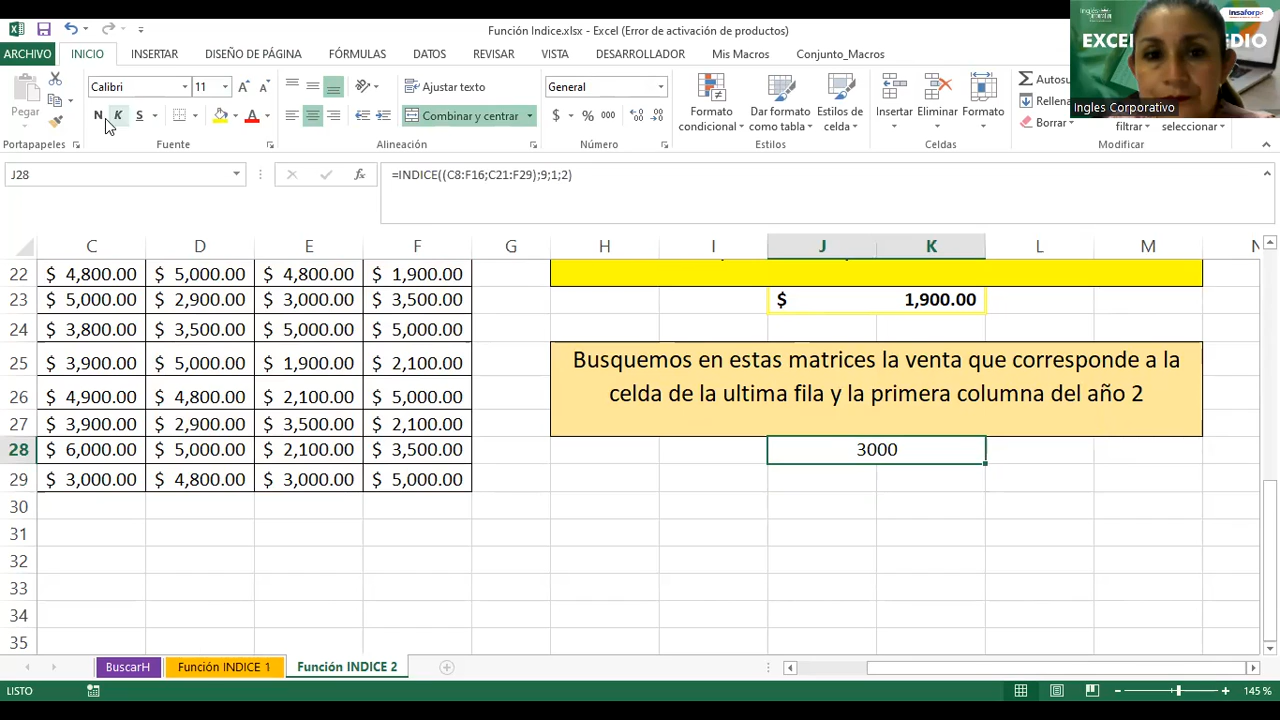 Función Indice.xlsx - Excel (Error de activación de productos)
ARCHIVO INICIO INSERTAR DISEÑO DE PÁGINA FÓRMULAS DATOS REVISAR VISTA DESARROLLADOR Mis Macros Conjunto_Macros
Inglés
Insaforp
EXCEL
EDIO
Ingles Corporativo
Pegar
Calibri 11
N K S
Ajustar texto
Combinar y centrar
General
$ % 000
Formato condicional
Dar formato como tabla
Estilos de celda
Insertar Eliminar Formato
Autosu
Rellena
Borrar
filtrar
seleccionar
Portapapeles Fuente Alineación Número Estilos Celdas Modificar
J28 fx =INDICE((C8:F16;C21:F29);9;1;2)
C D E F G H I J K L M N
22 $ 4,800.00 $ 5,000.00 $ 4,800.00 $ 1,900.00
23 $ 5,000.00 $ 2,900.00 $ 3,000.00 $ 3,500.00 $ 1,900.00
24 $ 3,800.00 $ 3,500.00 $ 5,000.00 $ 5,000.00
25 $ 3,900.00 $ 5,000.00 $ 1,900.00 $ 2,100.00
Busquemos en estas matrices la venta que corresponde a la
celda de la ultima fila y la primera columna del año 2
26 $ 4,900.00 $ 4,800.00 $ 2,100.00 $ 5,000.00
27 $ 3,900.00 $ 2,900.00 $ 3,500.00 $ 2,100.00
28 $ 6,000.00 $ 5,000.00 $ 2,100.00 $ 3,500.00 3000
29 $ 3,000.00 $ 4,800.00 $ 3,000.00 $ 5,000.00
30
31
32
33
34
35
BuscarH Función INDICE 1 Función INDICE 2
LISTO 145 %